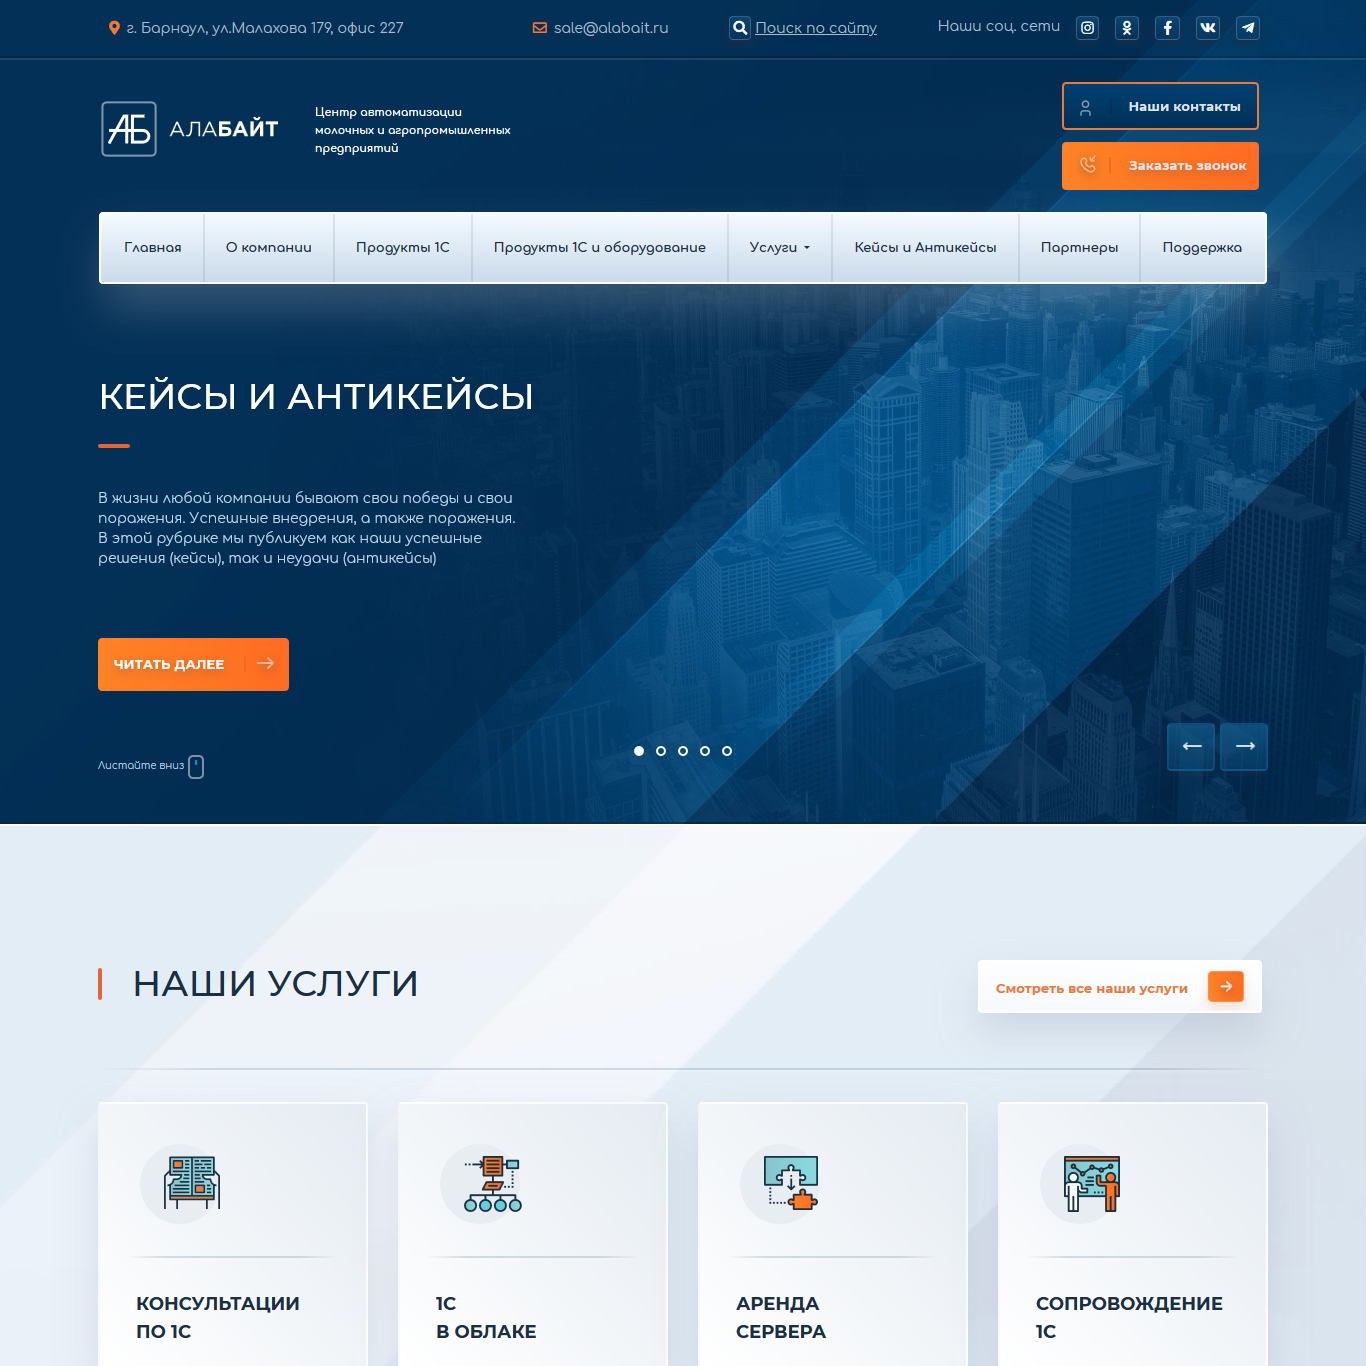 г. Барнаул, ул.Малахова 179, офис 227
sale@alabait.ru
Поиск по сайту
Наши соц. сети
АБ АЛАБАЙТ
Центр автоматизации
молочных и агропромышленных
предприятий
Наши контакты
Заказать звонок
Главная
О компании
Продукты 1С
Продукты 1С и оборудование
Услуги
Кейсы и Антикейсы
Партнеры
Поддержка
КЕЙСЫ И АНТИКЕЙСЫ
В жизни любой компании бывают свои победы и свои
поражения. Успешные внедрения, а также поражения.
В этой рубрике мы публикуем как наши успешные
решения (кейсы), так и неудачи (антикейсы)
ЧИТАТЬ ДАЛЕЕ
Листайте вниз
НАШИ УСЛУГИ
Смотреть все наши услуги
КОНСУЛЬТАЦИИ
ПО 1С
1С
В ОБЛАКЕ
АРЕНДА
СЕРВЕРА
СОПРОВОЖДЕНИЕ
1С